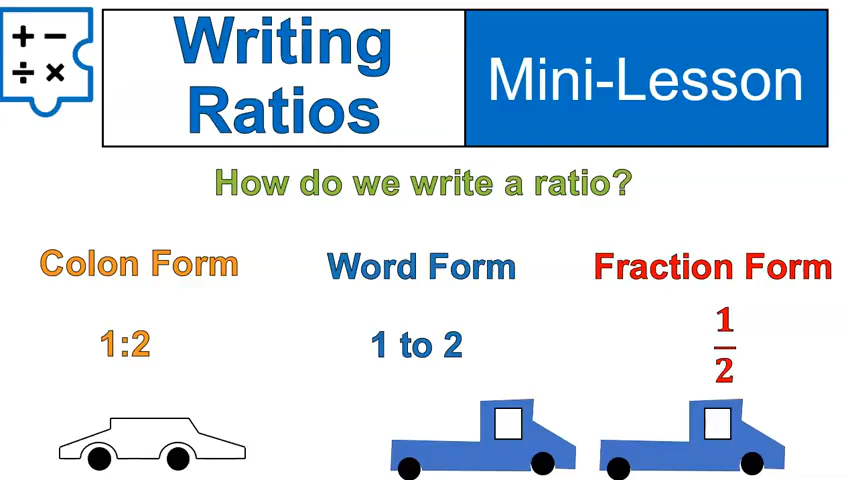 + −
÷ ×
Writing
Ratios
Mini-Lesson
How do we write a ratio?
Colon Form
Word Form
Fraction Form
1:2
1 to 2
1
2